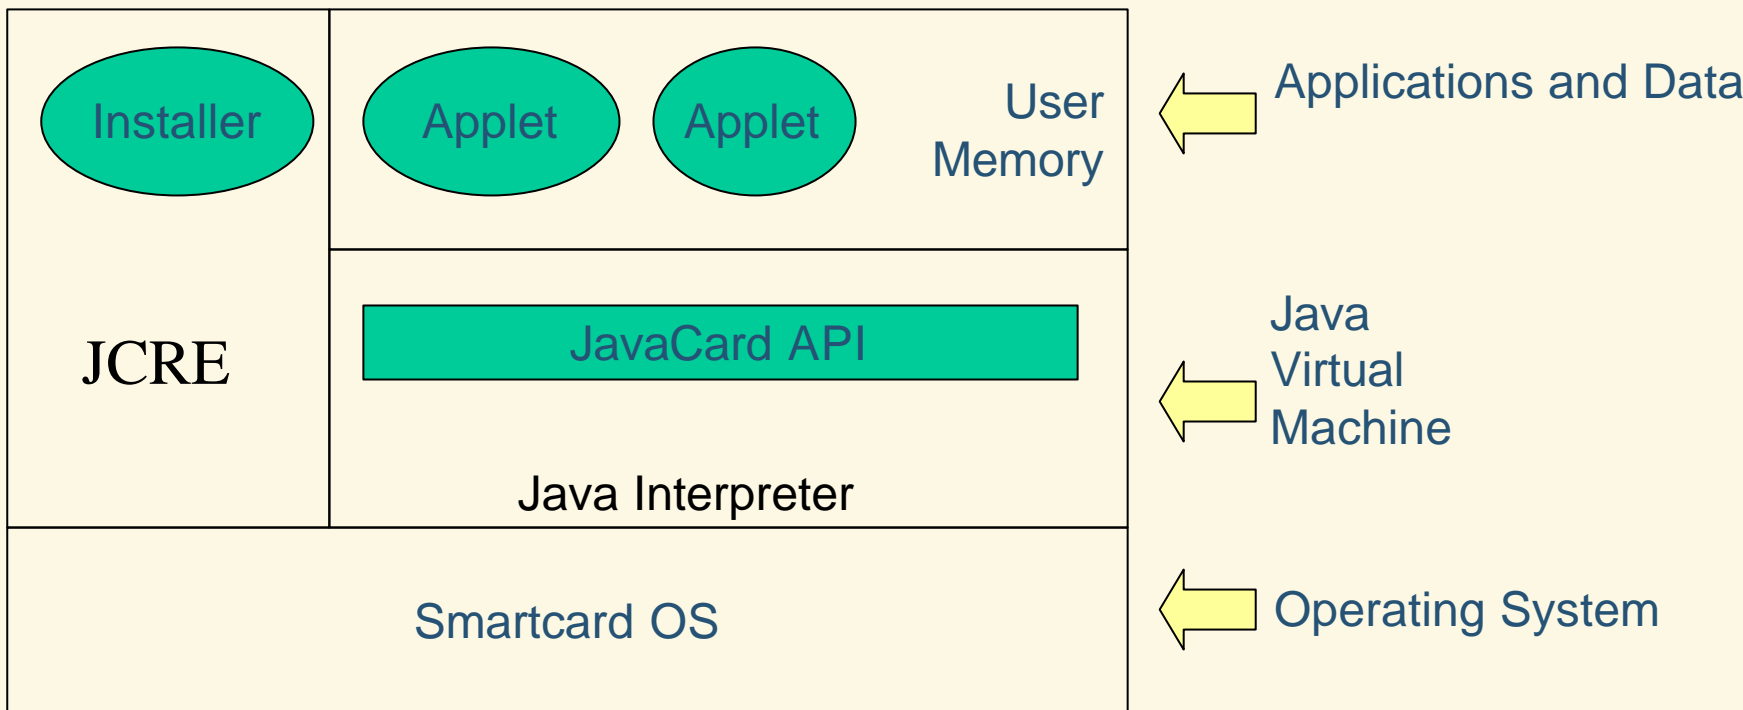 Installer
Applet
Applet
User
Memory
Applications and Data
JCRE
JavaCard API
Java Interpreter
Java
Virtual
Machine
Smartcard OS
Operating System